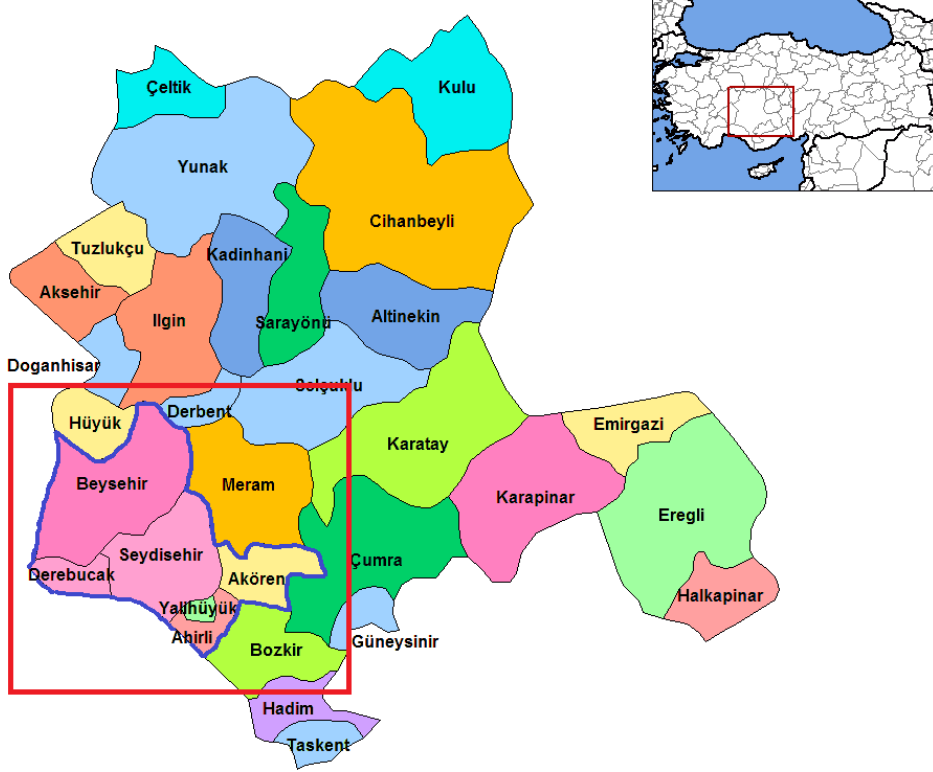 Çeltik
Kulu
Yunak
Cihanbeyli
Tuzlukçu
Kadinhani
Aksehir
Ilgin
Sarayönü
Altinekin
Doganhisar
Selçuklu
Derbent
Hüyük
Emirgazi
Karatay
Beysehir
Meram
Karapinar
Eregli
Seydisehir
Çumra
Derebucak
Akören
Halkapinar
Yalihüyük
Ahirli
Güneysinir
Bozkir
Hadim
Taskent